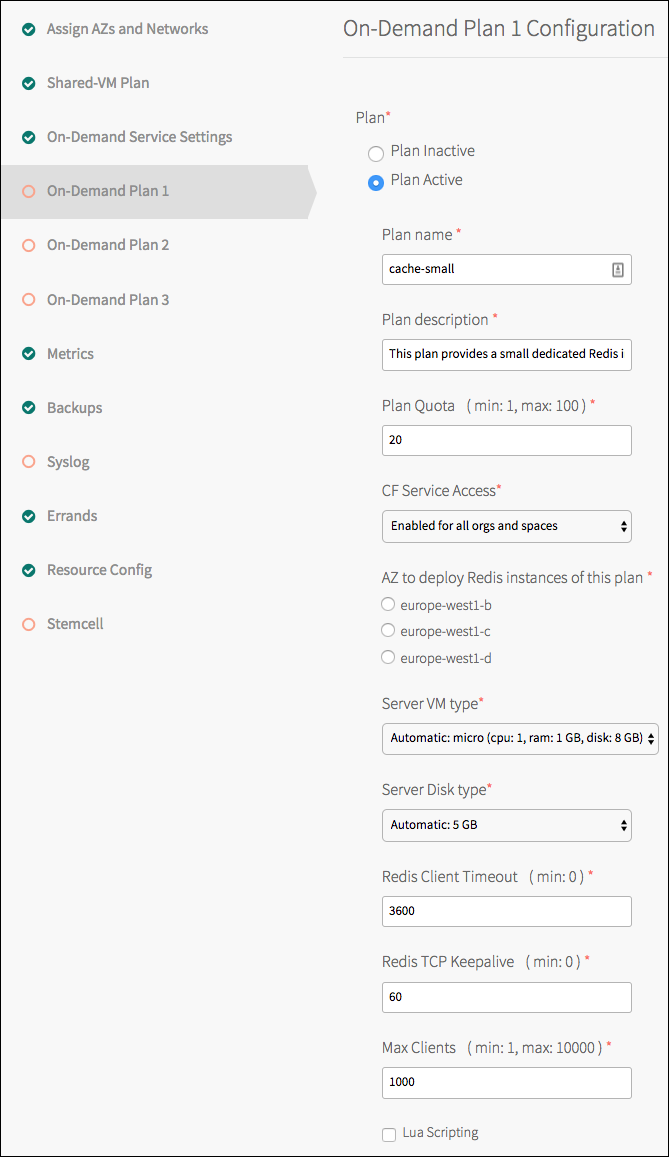 Assign AZs and Networks
Shared-VM Plan
On-Demand Service Settings
On-Demand Plan 1
On-Demand Plan 2
On-Demand Plan 3
Metrics
Backups
Syslog
Errands
Resource Config
Stemcell
On-Demand Plan 1 Configuration
Plan*
Plan Inactive
Plan Active
Plan name *
cache-small
Plan description *
This plan provides a small dedicated Redis i
Plan Quota ( min: 1, max: 100 ) *
20
CF Service Access*
Enabled for all orgs and spaces
AZ to deploy Redis instances of this plan *
europe-west1-b
europe-west1-c
europe-west1-d
Server VM type*
Automatic: micro (cpu: 1, ram: 1 GB, disk: 8 GB)
Server Disk type*
Automatic: 5 GB
Redis Client Timeout ( min: 0 ) *
3600
Redis TCP Keepalive ( min: 0 ) *
60
Max Clients ( min: 1, max: 10000 ) *
1000
Lua Scripting